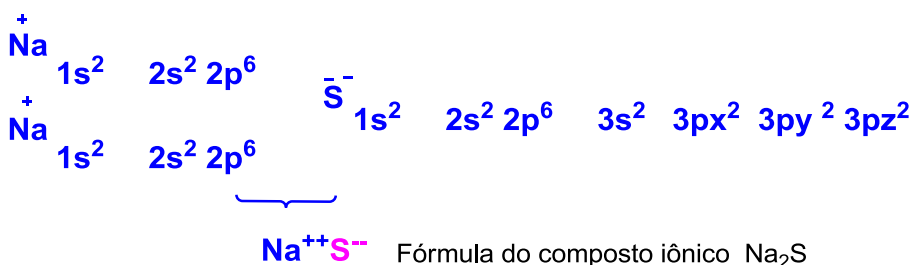 Na⁺ 1s² 2s² 2p⁶
Na⁺ 1s² 2s² 2p⁶
S⁻⁻ 1s² 2s² 2p⁶ 3s² 3px² 3py² 3pz²
Na⁺⁺S⁻⁻ Fórmula do composto iônico Na₂S